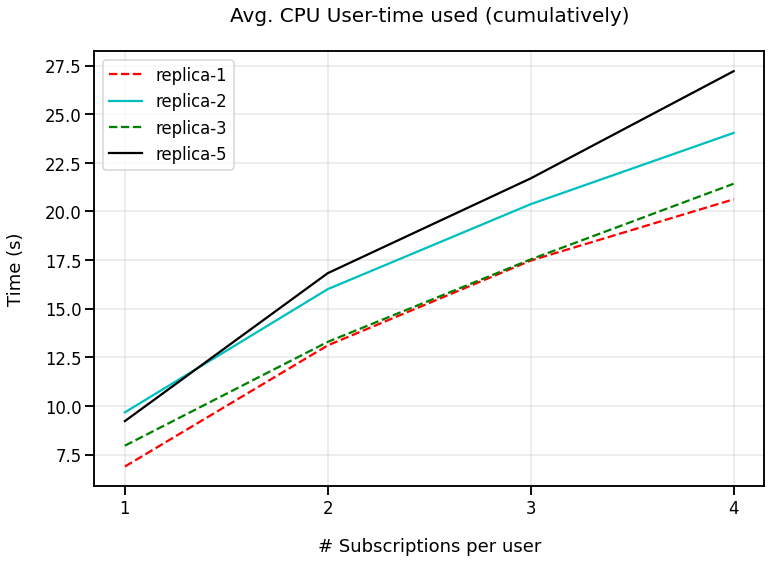 Avg. CPU User-time used (cumulatively)
27.5
25.0
22.5
20.0
17.5
15.0
12.5
10.0
7.5
Time (s)
replica-1
replica-2
replica-3
replica-5
1
2
3
4
# Subscriptions per user